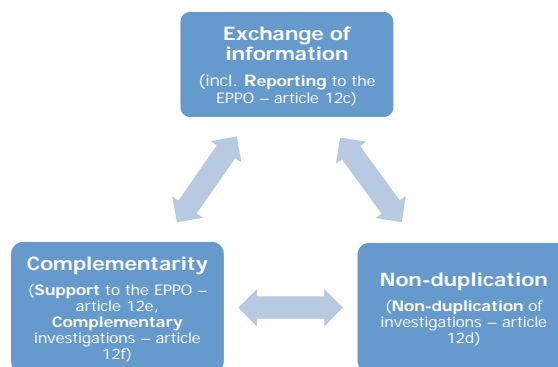 Exchange of
information
(incl. Reporting to the
EPPO – article 12c)
Complementarity
(Support to the EPPO –
article 12e,
Complementary
investigations – article
12f)
Non-duplication
(Non-duplication of
investigations – article
12d)